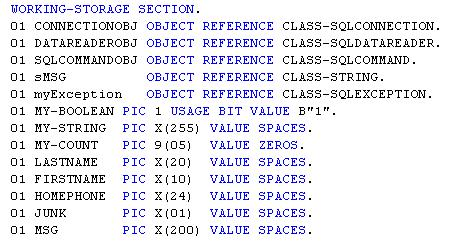 WORKING-STORAGE SECTION.
01 CONNECTIONOBJ OBJECT REFERENCE CLASS-SQLCONNECTION.
01 DATAREADEROBJ OBJECT REFERENCE CLASS-SQLDATAREADER.
01 SQLCOMMANDOBJ OBJECT REFERENCE CLASS-SQLCOMMAND.
01 sMSG          OBJECT REFERENCE CLASS-STRING.
01 myException   OBJECT REFERENCE CLASS-SQLEXCEPTION.
01 MY-BOOLEAN PIC 1 USAGE BIT VALUE B"1".
01 MY-STRING  PIC X(255) VALUE SPACES.
01 MY-COUNT   PIC 9(05)  VALUE ZEROS.
01 LASTNAME   PIC X(20)  VALUE SPACES.
01 FIRSTNAME  PIC X(10)  VALUE SPACES.
01 HOMEPHONE  PIC X(24)  VALUE SPACES.
01 JUNK       PIC X(01)  VALUE SPACES.
01 MSG        PIC X(200) VALUE SPACES.